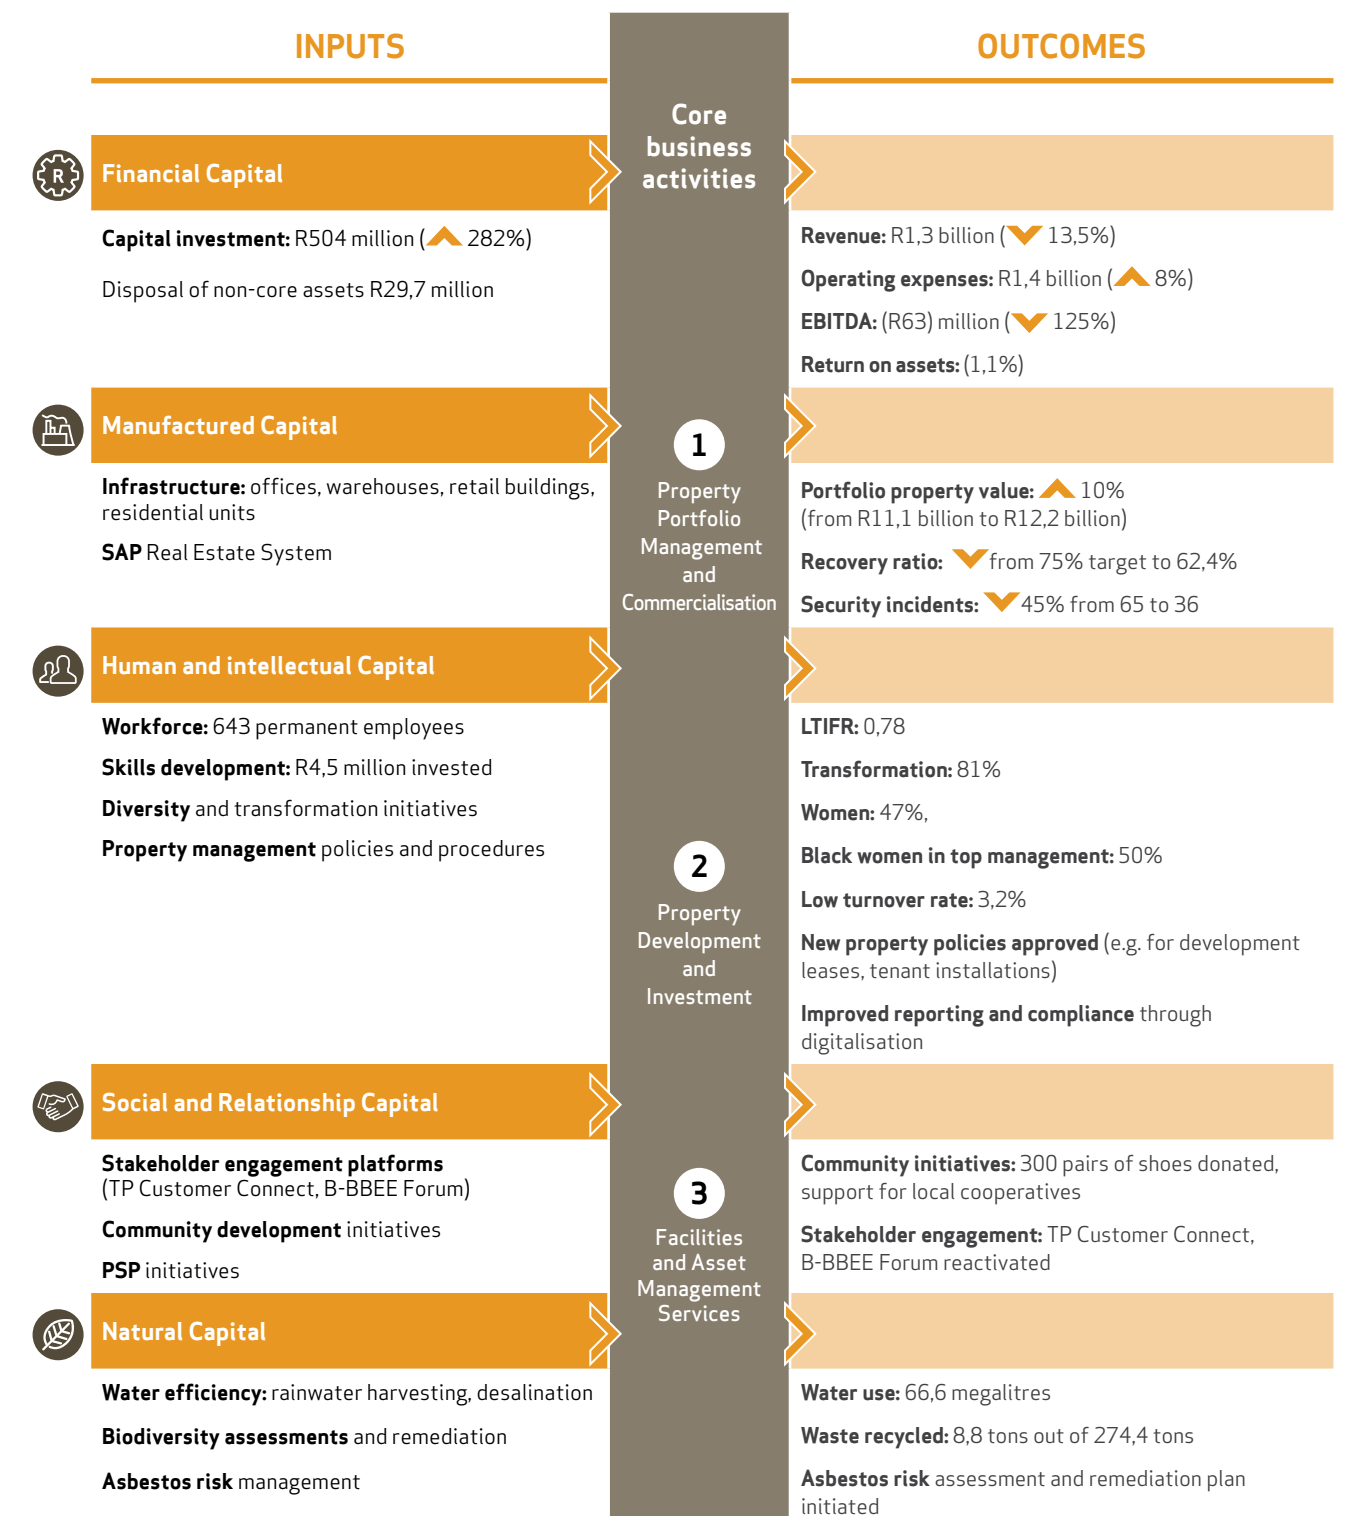 INPUTS
OUTCOMES
Core
business
activities
R
Financial Capital
Capital investment: R504 million ( 282%)
Disposal of non-core assets R29,7 million
Revenue: R1,3 billion ( 13,5%)
Operating expenses: R1,4 billion ( 8%)
EBITDA: (R63) million ( 125%)
Return on assets: (1,1%)
Manufactured Capital
Infrastructure: offices, warehouses, retail buildings,
residential units
SAP Real Estate System
1
Property
Portfolio
Management
and
Commercialisation
Portfolio property value: 10%
(from R11,1 billion to R12,2 billion)
Recovery ratio: from 75% target to 62,4%
Security incidents: 45% from 65 to 36
Human and intellectual Capital
Workforce: 643 permanent employees
Skills development: R4,5 million invested
Diversity and transformation initiatives
Property management policies and procedures
2
Property
Development
and
Investment
LTIFR: 0,78
Transformation: 81%
Women: 47%,
Black women in top management: 50%
Low turnover rate: 3,2%
New property policies approved (e.g. for development
leases, tenant installations)
Improved reporting and compliance through
digitalisation
Social and Relationship Capital
Stakeholder engagement platforms
(TP Customer Connect, B-BBEE Forum)
Community development initiatives
PSP initiatives
3
Facilities
and Asset
Management
Services
Community initiatives: 300 pairs of shoes donated,
support for local cooperatives
Stakeholder engagement: TP Customer Connect,
B-BBEE Forum reactivated
Natural Capital
Water efficiency: rainwater harvesting, desalination
Biodiversity assessments and remediation
Asbestos risk management
Water use: 66,6 megalitres
Waste recycled: 8,8 tons out of 274,4 tons
Asbestos risk assessment and remediation plan
initiated